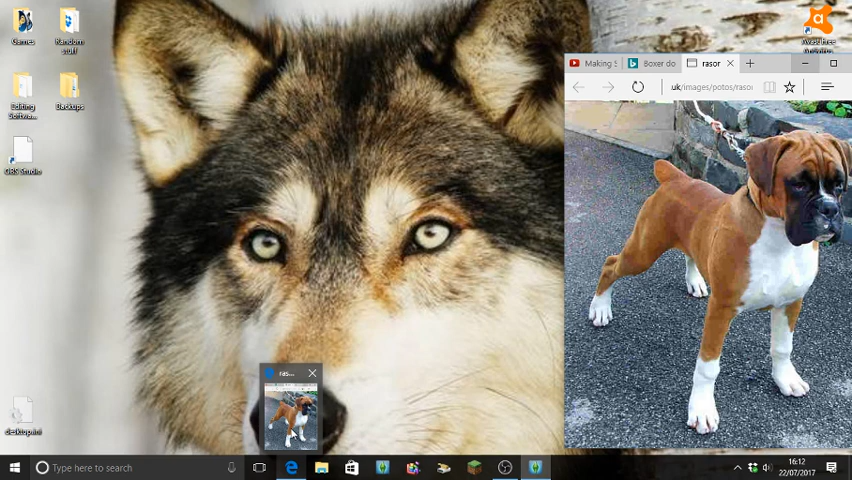 Games
Random
stuff
Editing
Softwa...
Backups
OBS Studio
desktop.ini
Avast Free
Antivirus
Making S
Boxer do
rasor
.uk/images/potos/rasor
ras...
Type here to search
16:12
22/07/2017